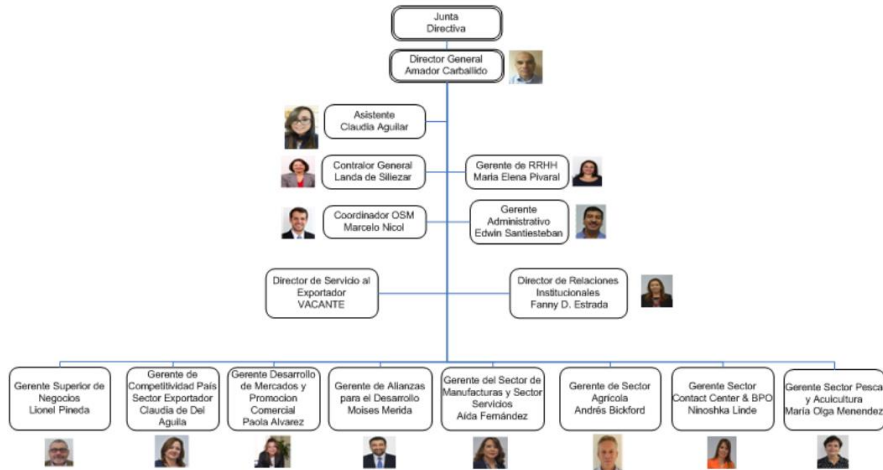 Junta
Directiva
Director General
Amador Carballido
Asistente
Claudia Aguilar
Contralor General
Landa de Siliezar
Gerente de RRHH
Maria Elena Pivaral
Coordinador OSM
Marcelo Nicol
Gerente
Administrativo
Edwin Santiesteban
Director de Servicio al
Exportador
VACANTE
Director de Relaciones
Institucionales
Fanny D. Estrada
Gerente Superior de
Negocios
Lionel Pineda
Gerente de
Competitividad País
Sector Exportador
Claudia de Del
Aguila
Gerente Desarrollo
de Mercados y
Promocion
Comercial
Paola Alvarez
Gerente de Alianzas
para el Desarrollo
Moises Merida
Gerente del Sector de
Manufacturas y Sector
Servicios
Aída Fernández
Gerente de Sector
Agrícola
Andrés Bickford
Gerente Sector
Contact Center & BPO
Ninoshka Linde
Gerente Sector Pesca
y Acuicultura
María Olga Menendez